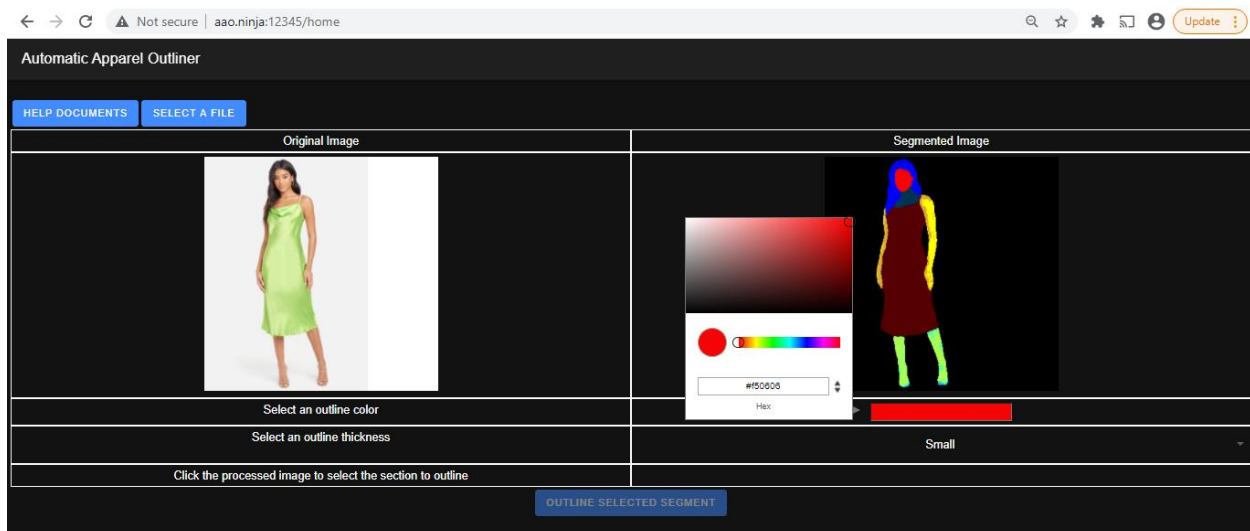 Not secure | aao.ninja:12345/home
Update
Automatic Apparel Outliner
HELP DOCUMENTS
SELECT A FILE
Original Image
Segmented Image
#f50606
Hex
Select an outline color
Select an outline thickness
Small
Click the processed image to select the section to outline
OUTLINE SELECTED SEGMENT